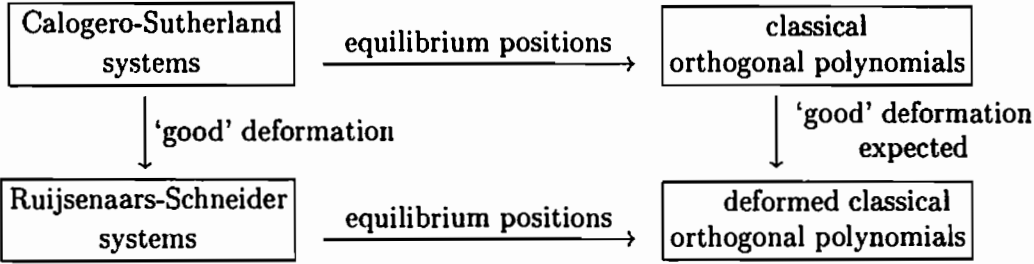 Calogero-Sutherland
systems
equilibrium positions
classical
orthogonal polynomials
‘good’ deformation
‘good’ deformation
expected
Ruijsenaars-Schneider
systems
equilibrium positions
deformed classical
orthogonal polynomials